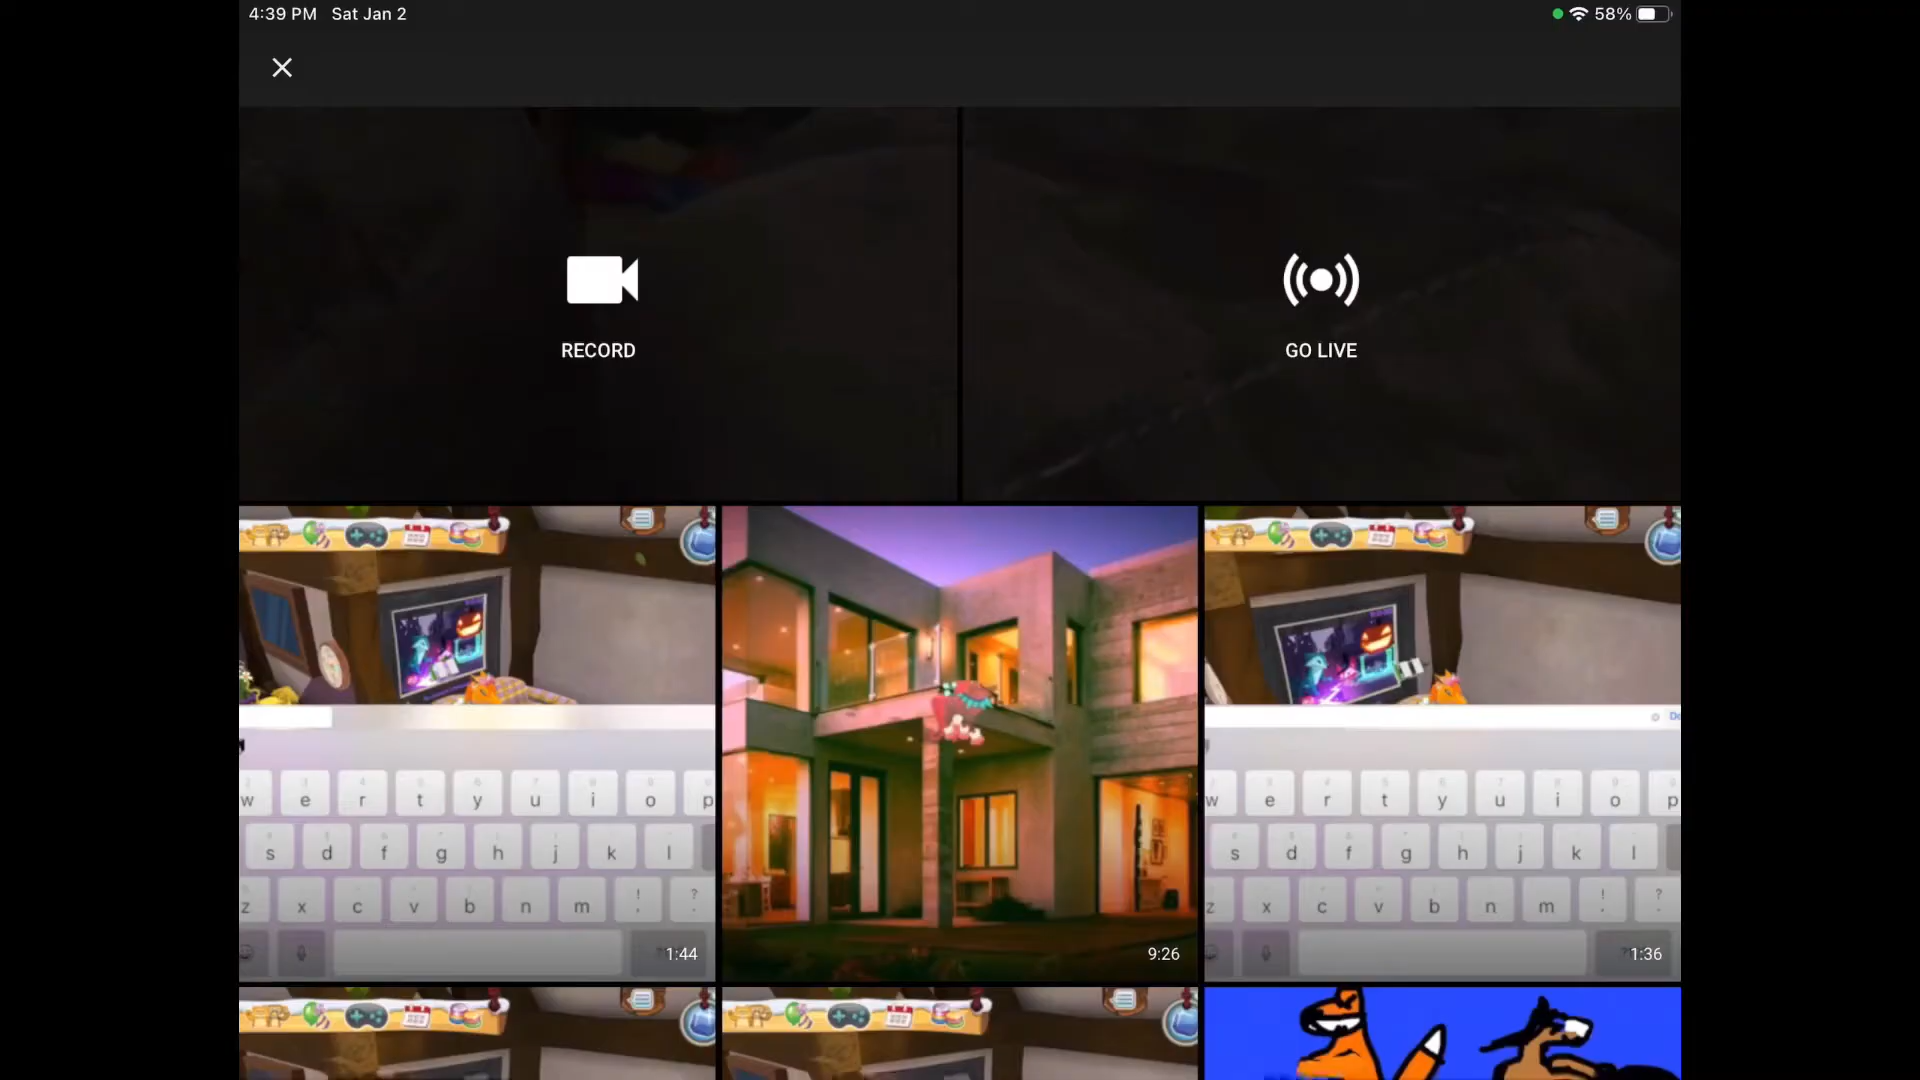 4:39 PM Sat Jan 2
58%
RECORD
GO LIVE
w e r t y u i o p
s d f g h j k l
z x c v b n m ! ?
1:44
9:26
w e r t y u i o p
s d f g h j k l
z x c v b n m ! ?
1:36